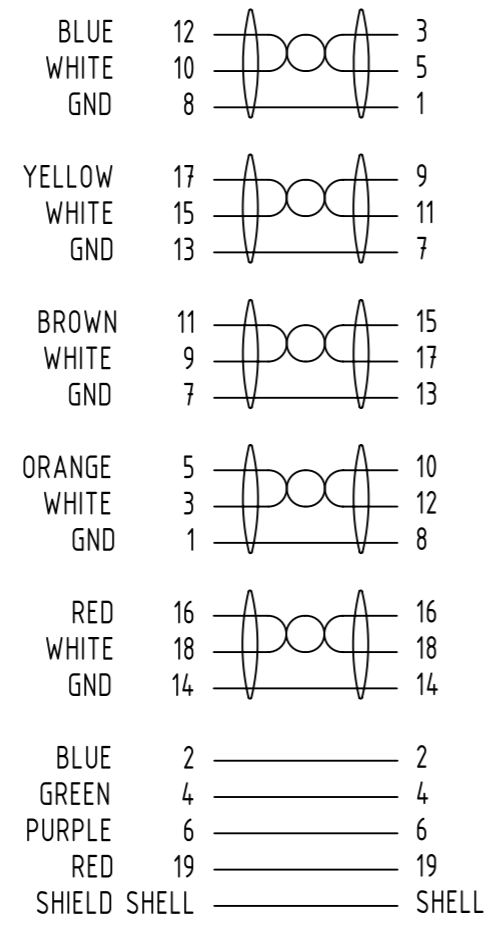 BLUE 12 3
WHITE 10 5
GND 8 1
YELLOW 17 9
WHITE 15 11
GND 13 7
BROWN 11 15
WHITE 9 17
GND 7 13
ORANGE 5 10
WHITE 3 12
GND 1 8
RED 16 16
WHITE 18 18
GND 14 14
BLUE 2 2
GREEN 4 4
PURPLE 6 6
RED 19 19
SHIELD SHELL SHELL